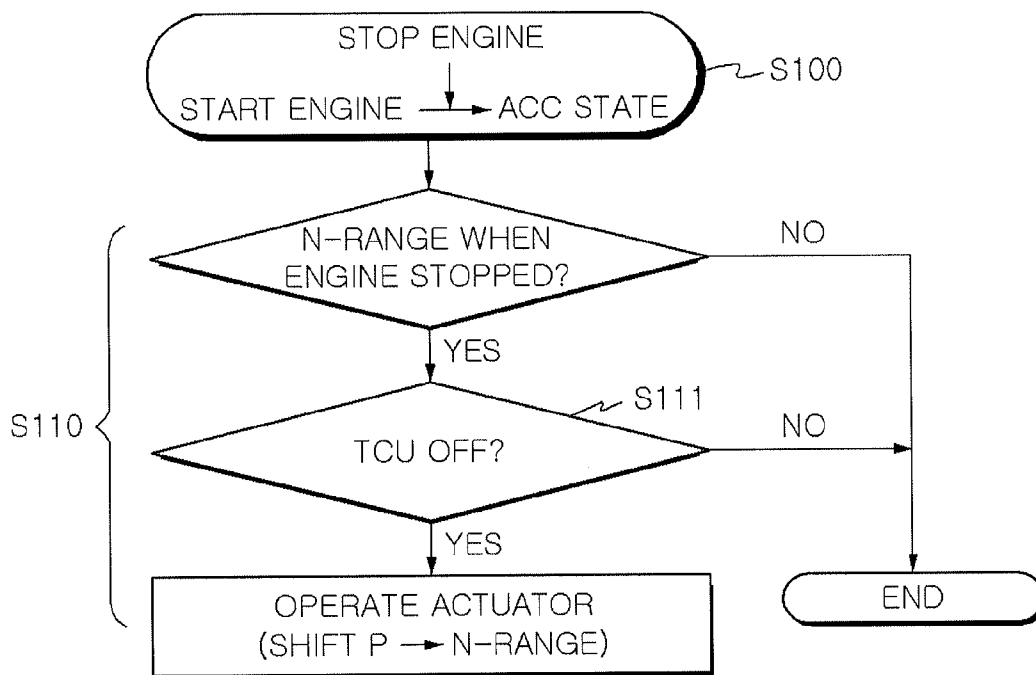 STOP ENGINE
START ENGINE → ACC STATE
S100
N-RANGE WHEN
ENGINE STOPPED?
NO
YES
S110
S111
TCU OFF?
NO
YES
OPERATE ACTUATOR
(SHIFT P → N-RANGE)
END